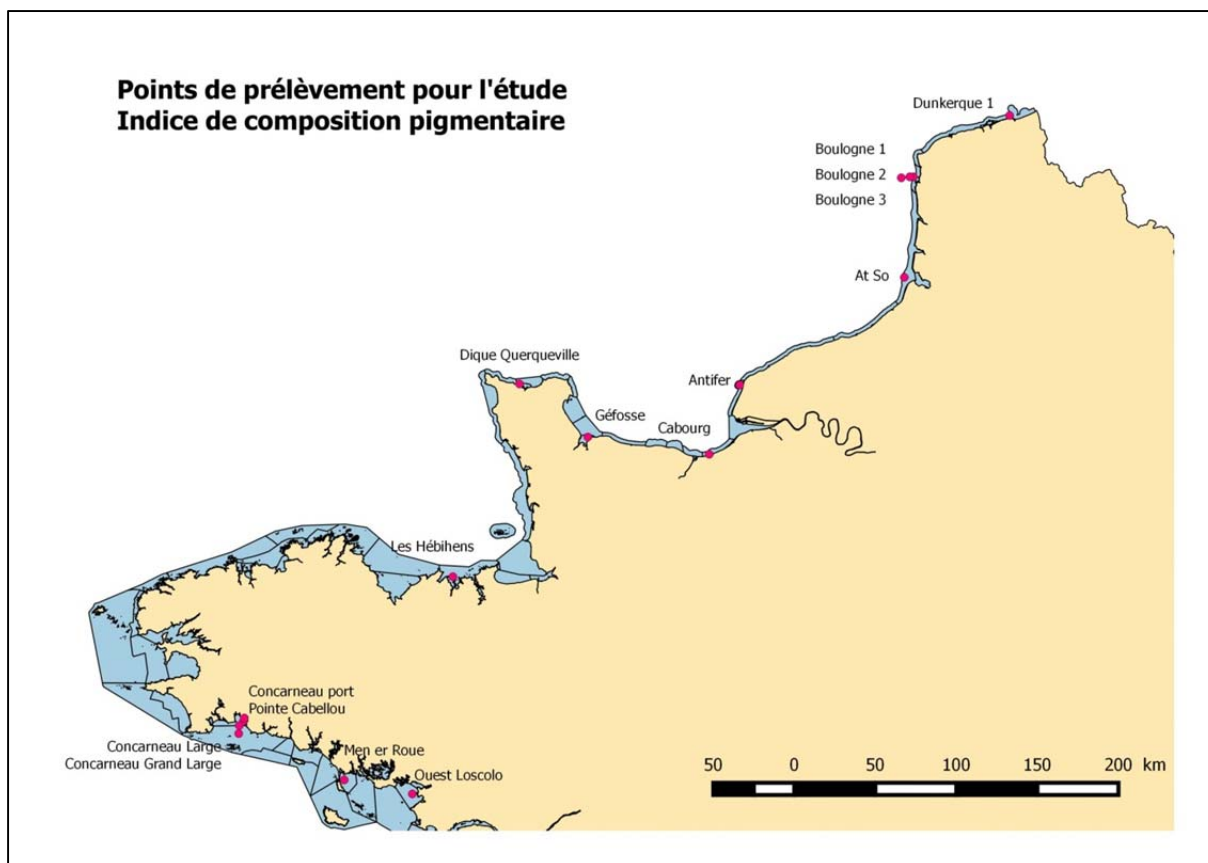 Points de prélèvement pour l'étude
Indice de composition pigmentaire
Dunkerque 1
Boulogne 1
Boulogne 2
Boulogne 3
At So
Dique Querqueville
Antifer
Géfosse
Cabourg
Les Hébihens
Concarneau port
Pointe Cabellou
Concarneau Large
Concarneau Grand Large
Men er Roue
Ouest Loscolo
50 0 50 100 150 200 km